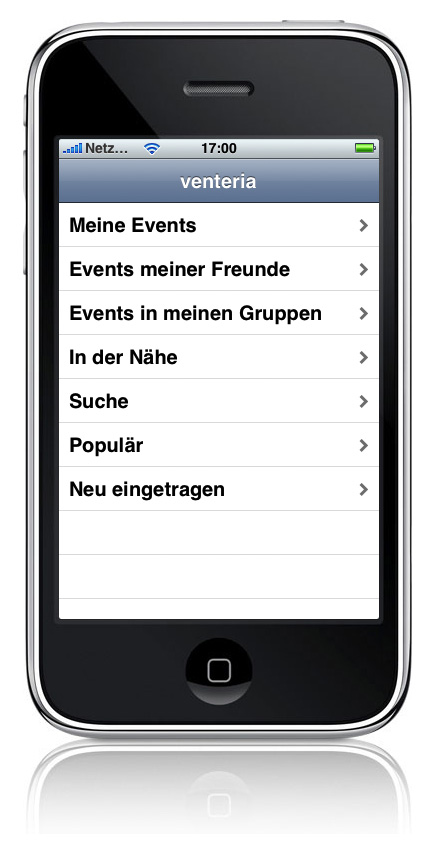 Netz... 17:00
venteria
Meine Events
Events meiner Freunde
Events in meinen Gruppen
In der Nähe
Suche
Populär
Neu eingetragen